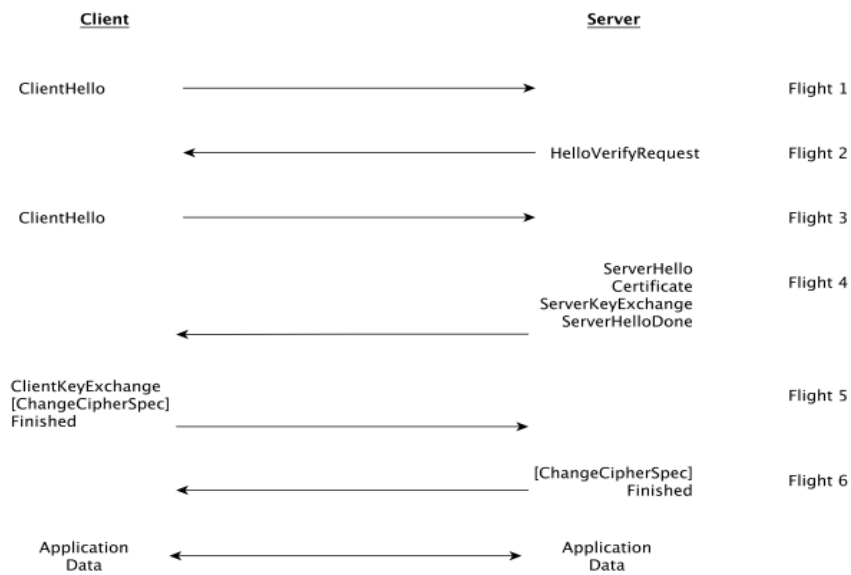 Client Server
ClientHello Flight 1
HelloVerifyRequest Flight 2
ClientHello Flight 3
ServerHello Flight 4
Certificate
ServerKeyExchange
ServerHelloDone
ClientKeyExchange Flight 5
[ChangeCipherSpec]
Finished
[ChangeCipherSpec] Flight 6
Finished
Application Application
Data Data